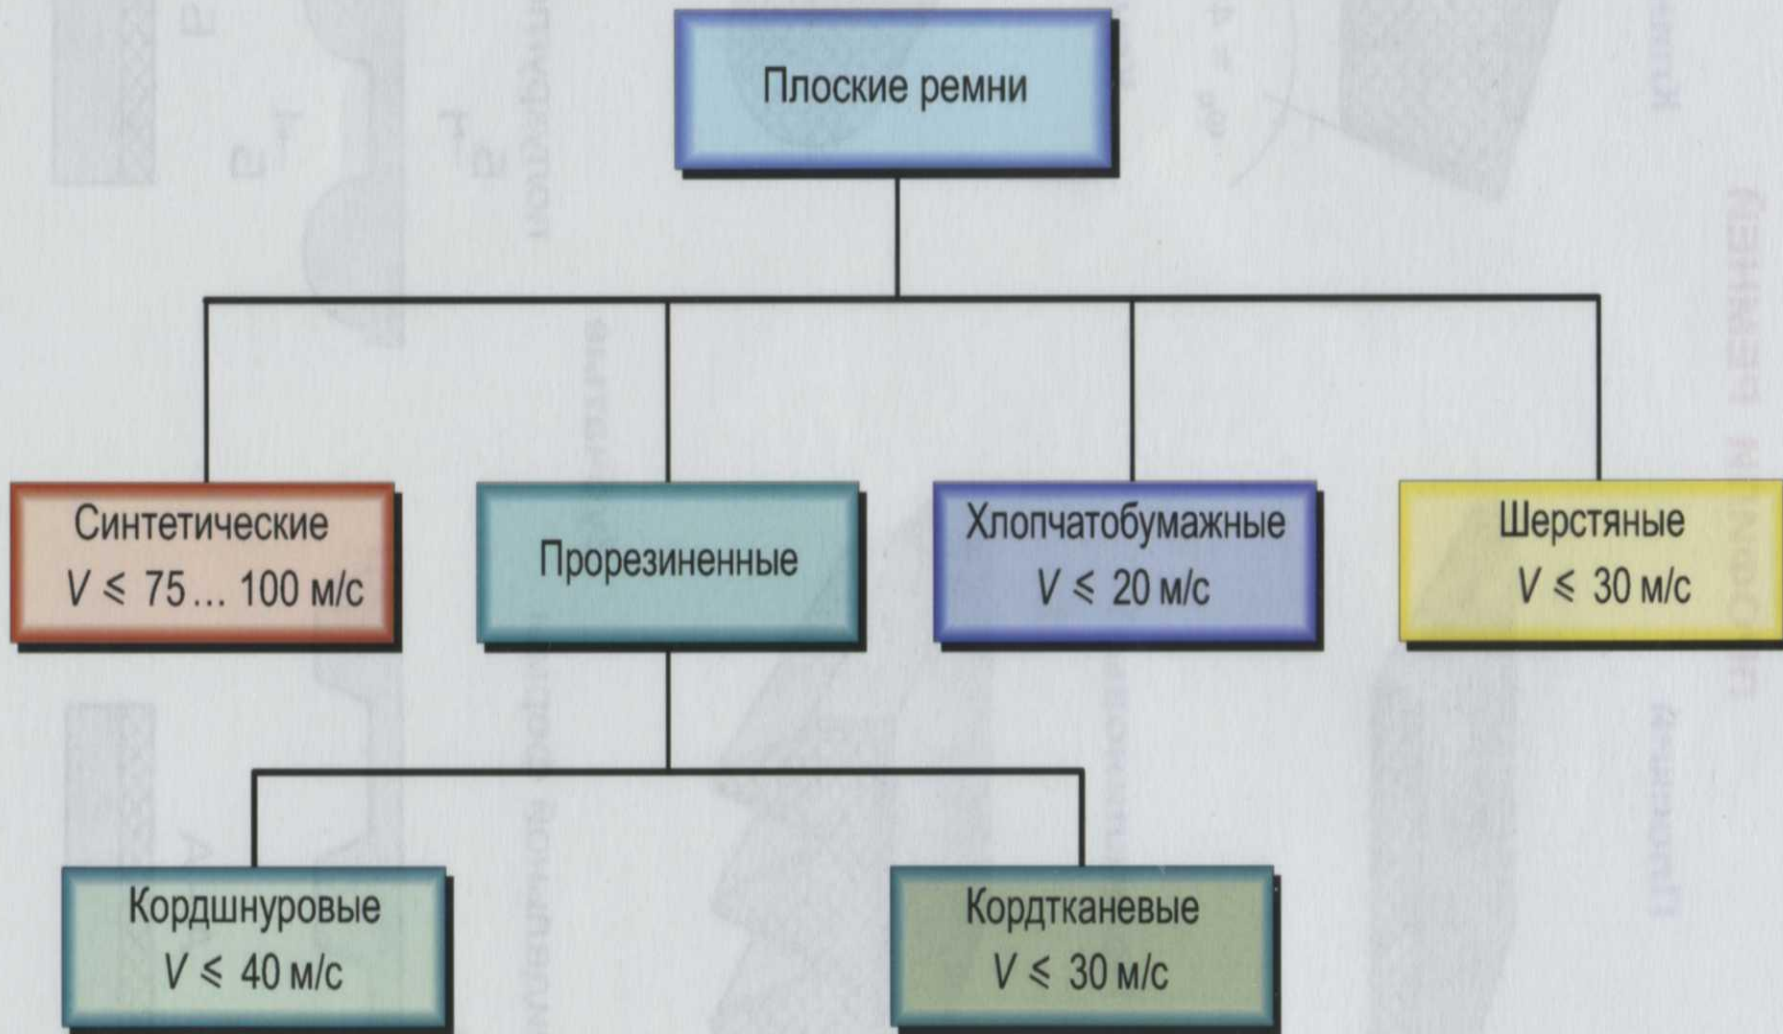 Плоские ремни
Синтетические
V ⩽ 75... 100 м/с
Прорезиненные
Хлопчатобумажные
V ⩽ 20 м/с
Шерстяные
V ⩽ 30 м/с
Кордшнуровые
V ⩽ 40 м/с
Кордтканевые
V ⩽ 30 м/с